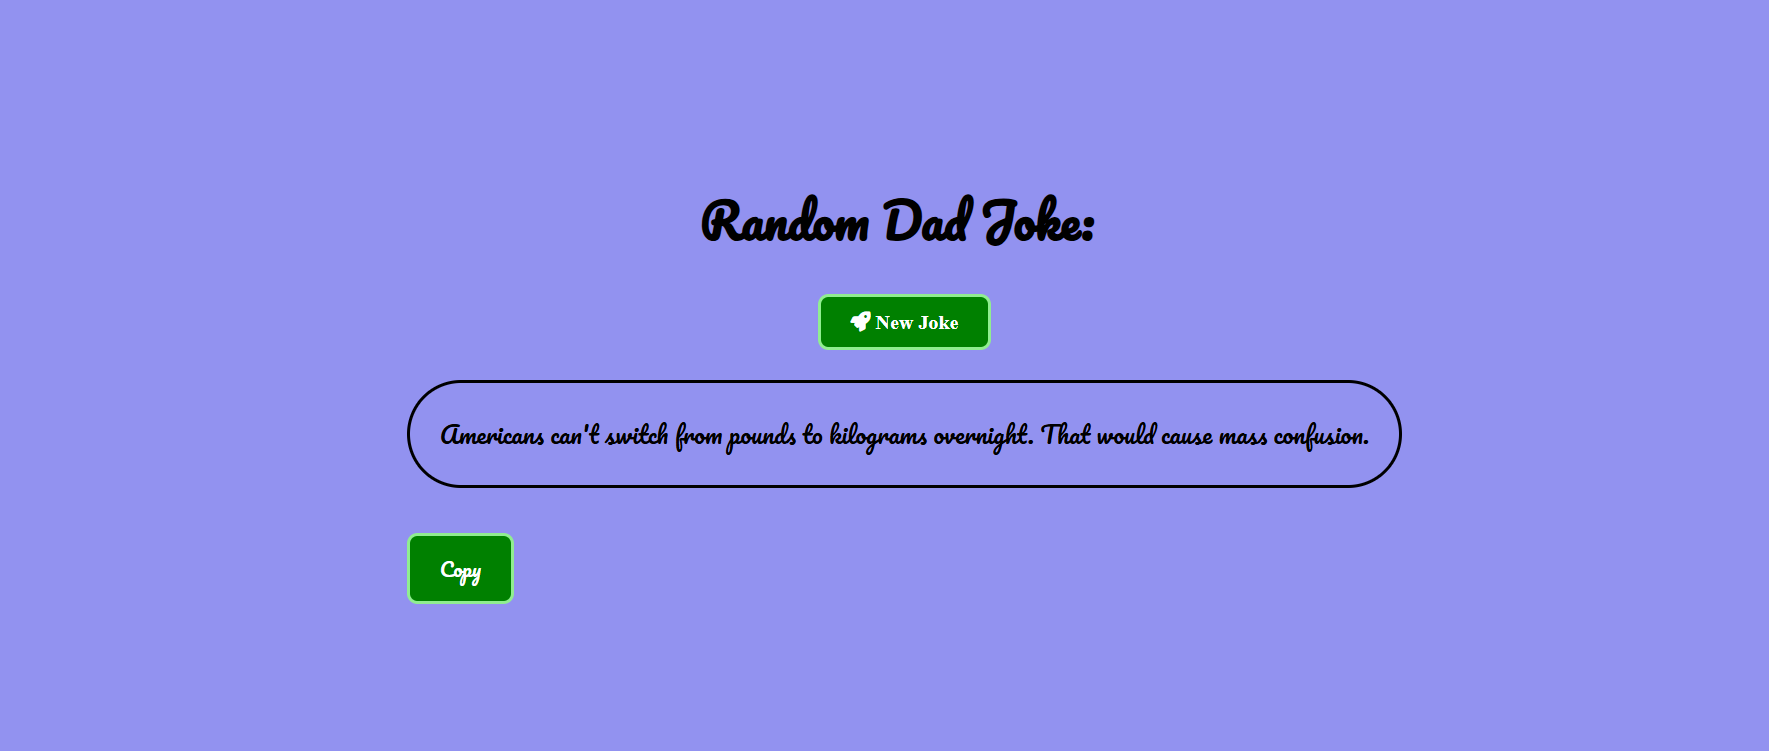 Random Dad Joke:
New Joke
Americans can't switch from pounds to kilograms overnight. That would cause mass confusion.
Copy